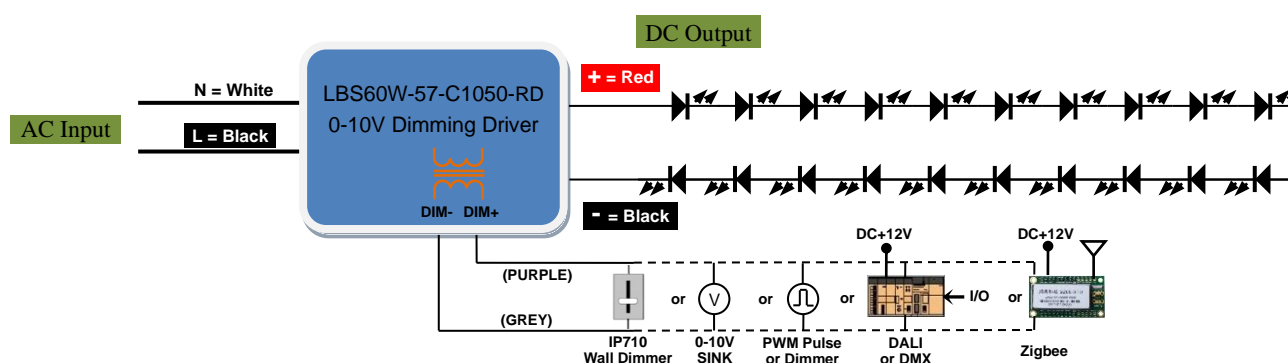 DC Output
+ = Red
N = White
LBS60W-57-C1050-RD
0-10V Dimming Driver
AC Input
L = Black
DIM- DIM+
- = Black
DC+12V
DC+12V
(PURPLE)
or
V
or
or
I/O
or
(GREY)
IP710
Wall Dimmer
0-10V
SINK
PWM Pulse
or Dimmer
DALI
or DMX
Zigbee